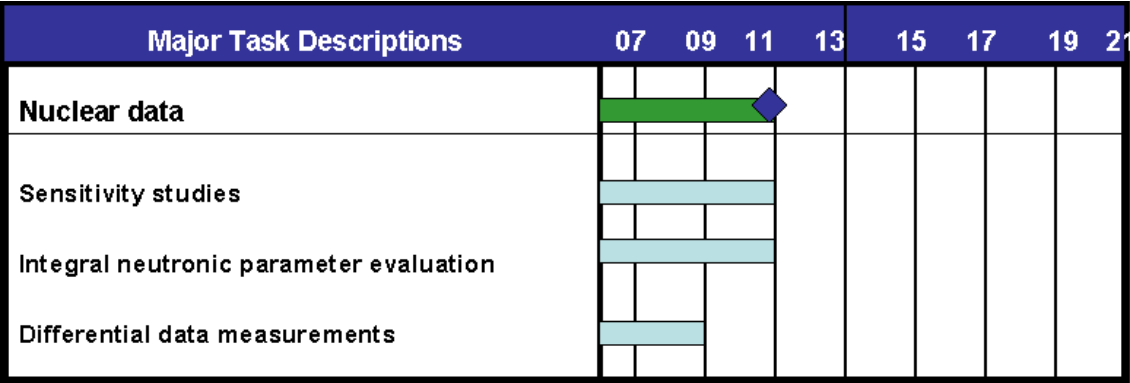 Major Task Descriptions 07 09 11 13 15 17 19 21
Nuclear data
Sensitivity studies
Integral neutronic parameter evaluation
Differential data measurements